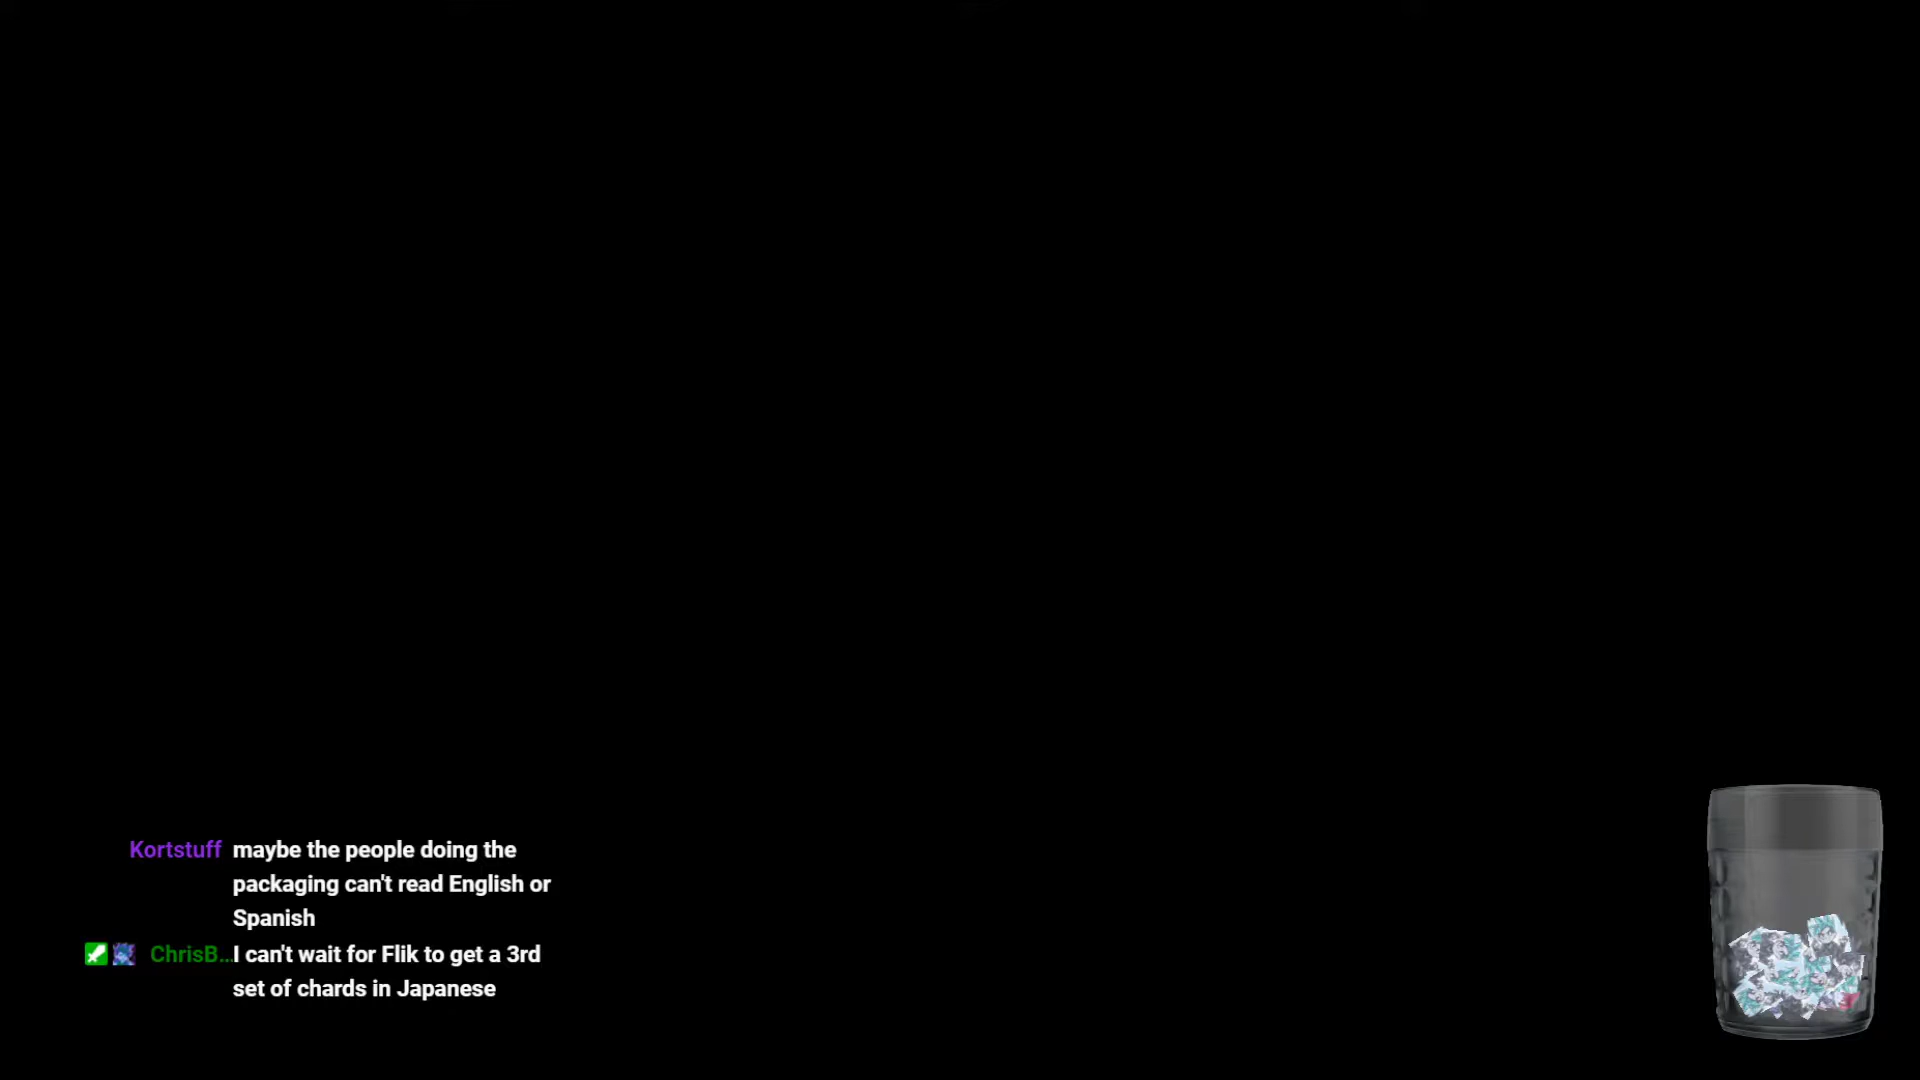 Kortstuff maybe the people doing the
packaging can't read English or
Spanish
ChrisB... I can't wait for Flik to get a 3rd
set of chards in Japanese